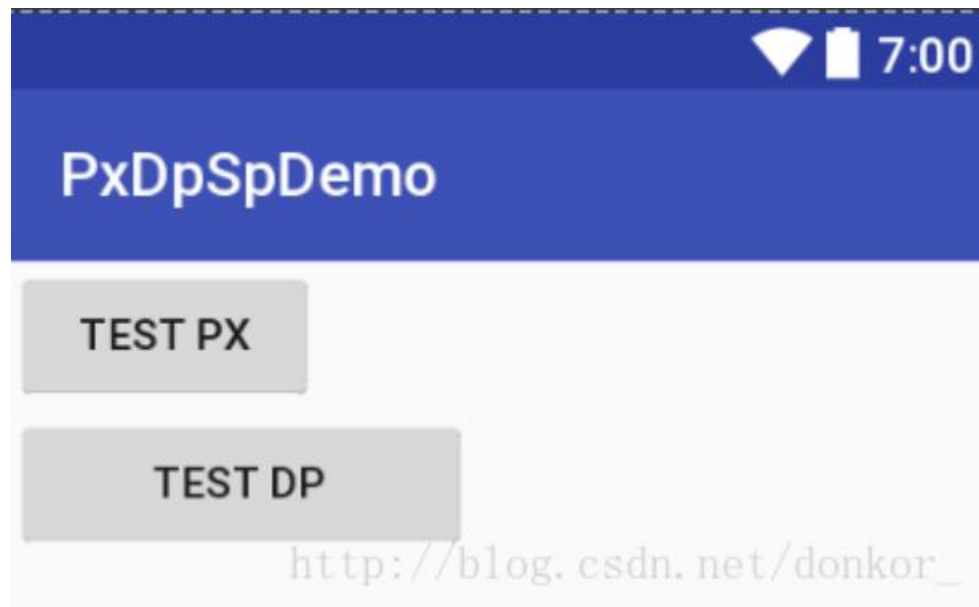 7:00
PxDpSpDemo
TEST PX
TEST DP
http://blog.csdn.net/donkor_